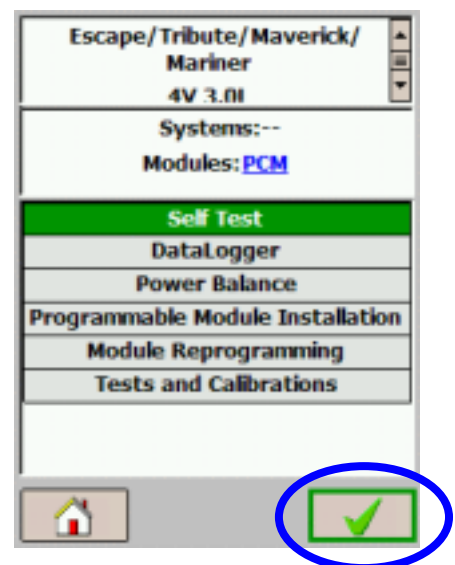 Escape/Tribute/Maverick/
Mariner
4V 3.0L
Systems:--
Modules: PCM
Self Test
DataLogger
Power Balance
Programmable Module Installation
Module Reprogramming
Tests and Calibrations